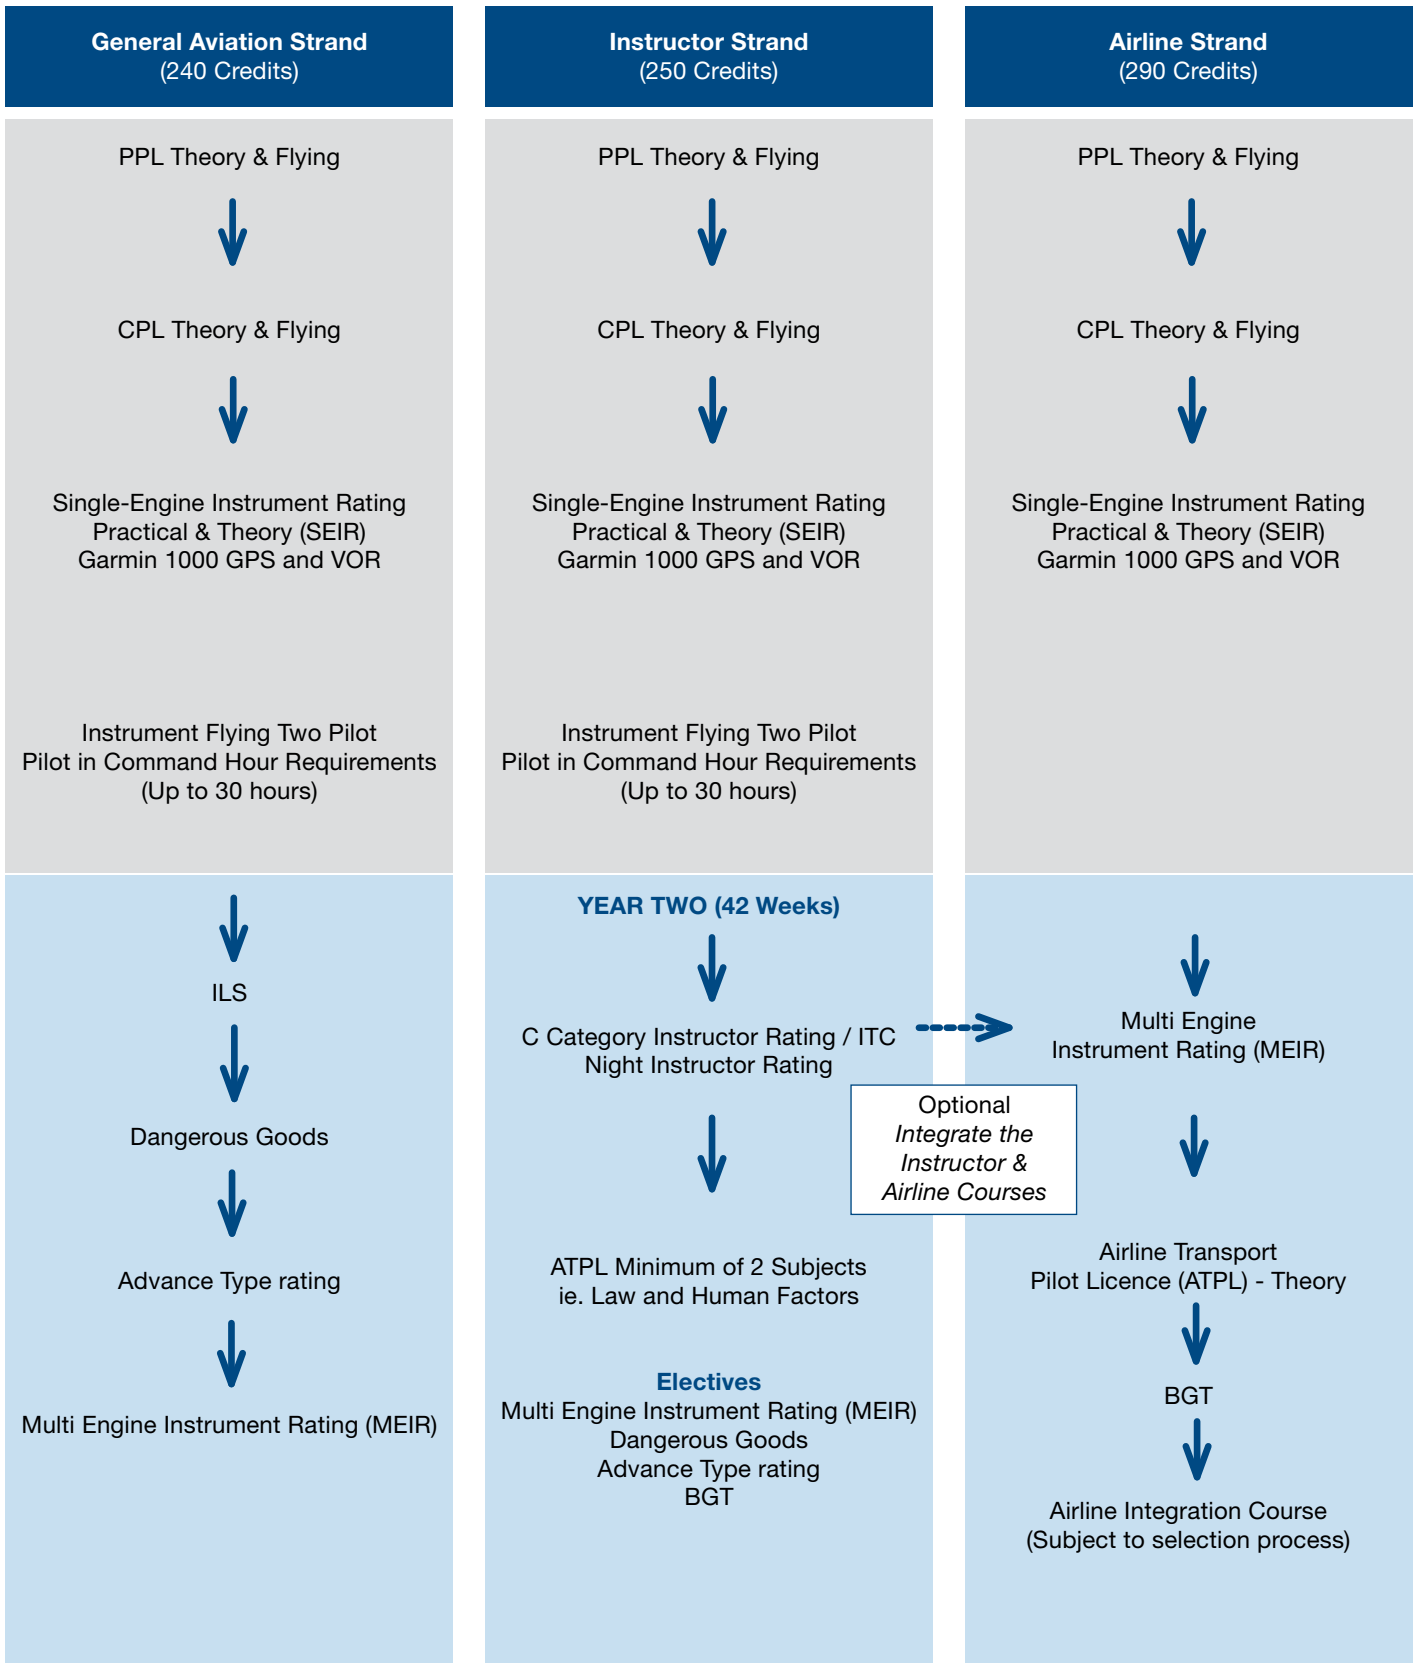 General Aviation Strand
(240 Credits)
PPL Theory & Flying
CPL Theory & Flying
Single-Engine Instrument Rating
Practical & Theory (SEIR)
Garmin 1000 GPS and VOR
Instrument Flying Two Pilot
Pilot in Command Hour Requirements
(Up to 30 hours)
ILS
Dangerous Goods
Advance Type rating
Multi Engine Instrument Rating (MEIR)
Instructor Strand
(250 Credits)
PPL Theory & Flying
CPL Theory & Flying
Single-Engine Instrument Rating
Practical & Theory (SEIR)
Garmin 1000 GPS and VOR
Instrument Flying Two Pilot
Pilot in Command Hour Requirements
(Up to 30 hours)
YEAR TWO (42 Weeks)
C Category Instructor Rating / ITC
Night Instructor Rating
Optional
Integrate the
Instructor &
Airline Courses
ATPL Minimum of 2 Subjects
ie. Law and Human Factors
Electives
Multi Engine Instrument Rating (MEIR)
Dangerous Goods
Advance Type rating
BGT
Airline Strand
(290 Credits)
PPL Theory & Flying
CPL Theory & Flying
Single-Engine Instrument Rating
Practical & Theory (SEIR)
Garmin 1000 GPS and VOR
Multi Engine
Instrument Rating (MEIR)
Airline Transport
Pilot Licence (ATPL) - Theory
BGT
Airline Integration Course
(Subject to selection process)